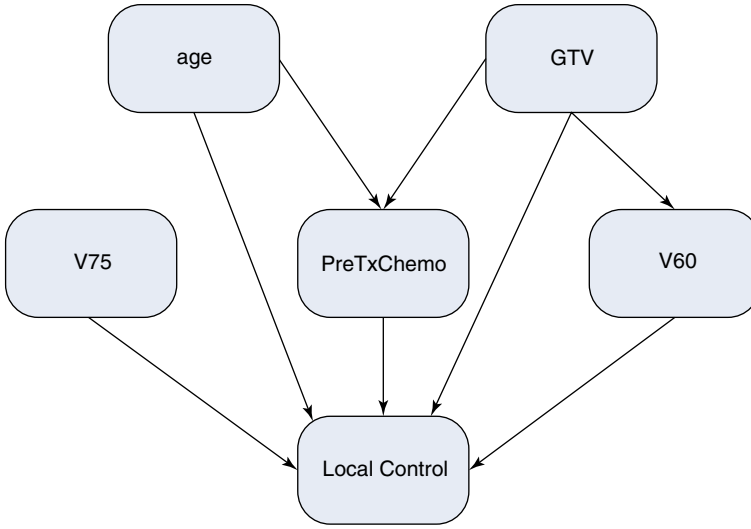 age
GTV
V75
PreTxChemo
V60
Local Control